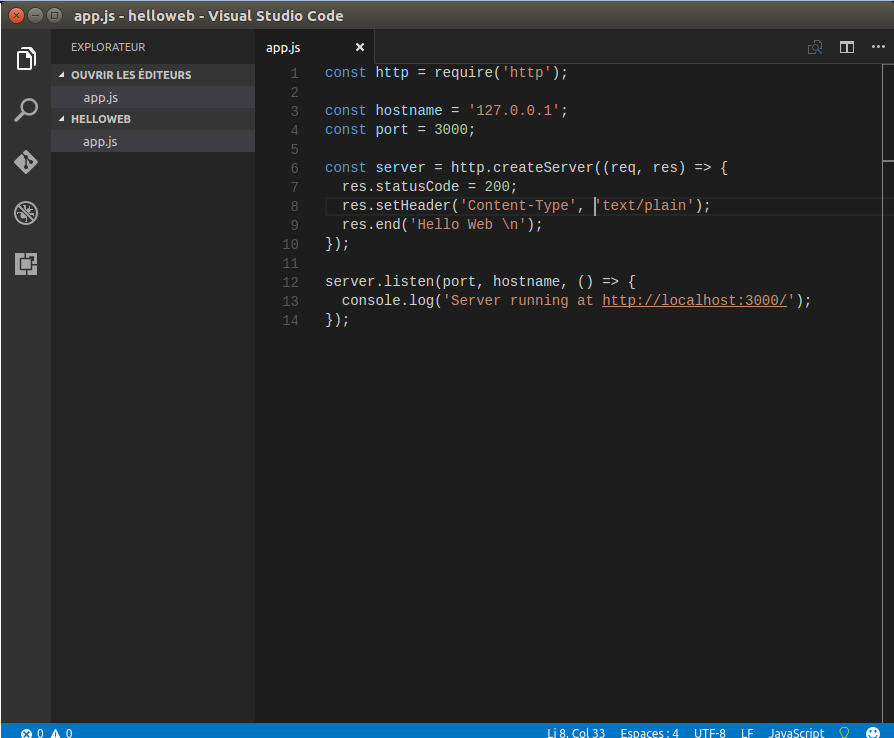 app.js - helloweb - Visual Studio Code
EXPLORATEUR
OUVRIR LES ÉDITEURS
app.js
HELLOWEB
app.js
app.js
1 const http = require('http');
2
3 const hostname = '127.0.0.1';
4 const port = 3000;
5
6 const server = http.createServer((req, res) => {
7   res.statusCode = 200;
8   res.setHeader('Content-Type', 'text/plain');
9   res.end('Hello Web \n');
10 });
11
12 server.listen(port, hostname, () => {
13   console.log('Server running at http://localhost:3000/');
14 });
0 0 Li 8, Col 33 Espaces : 4 UTF-8 LF JavaScript